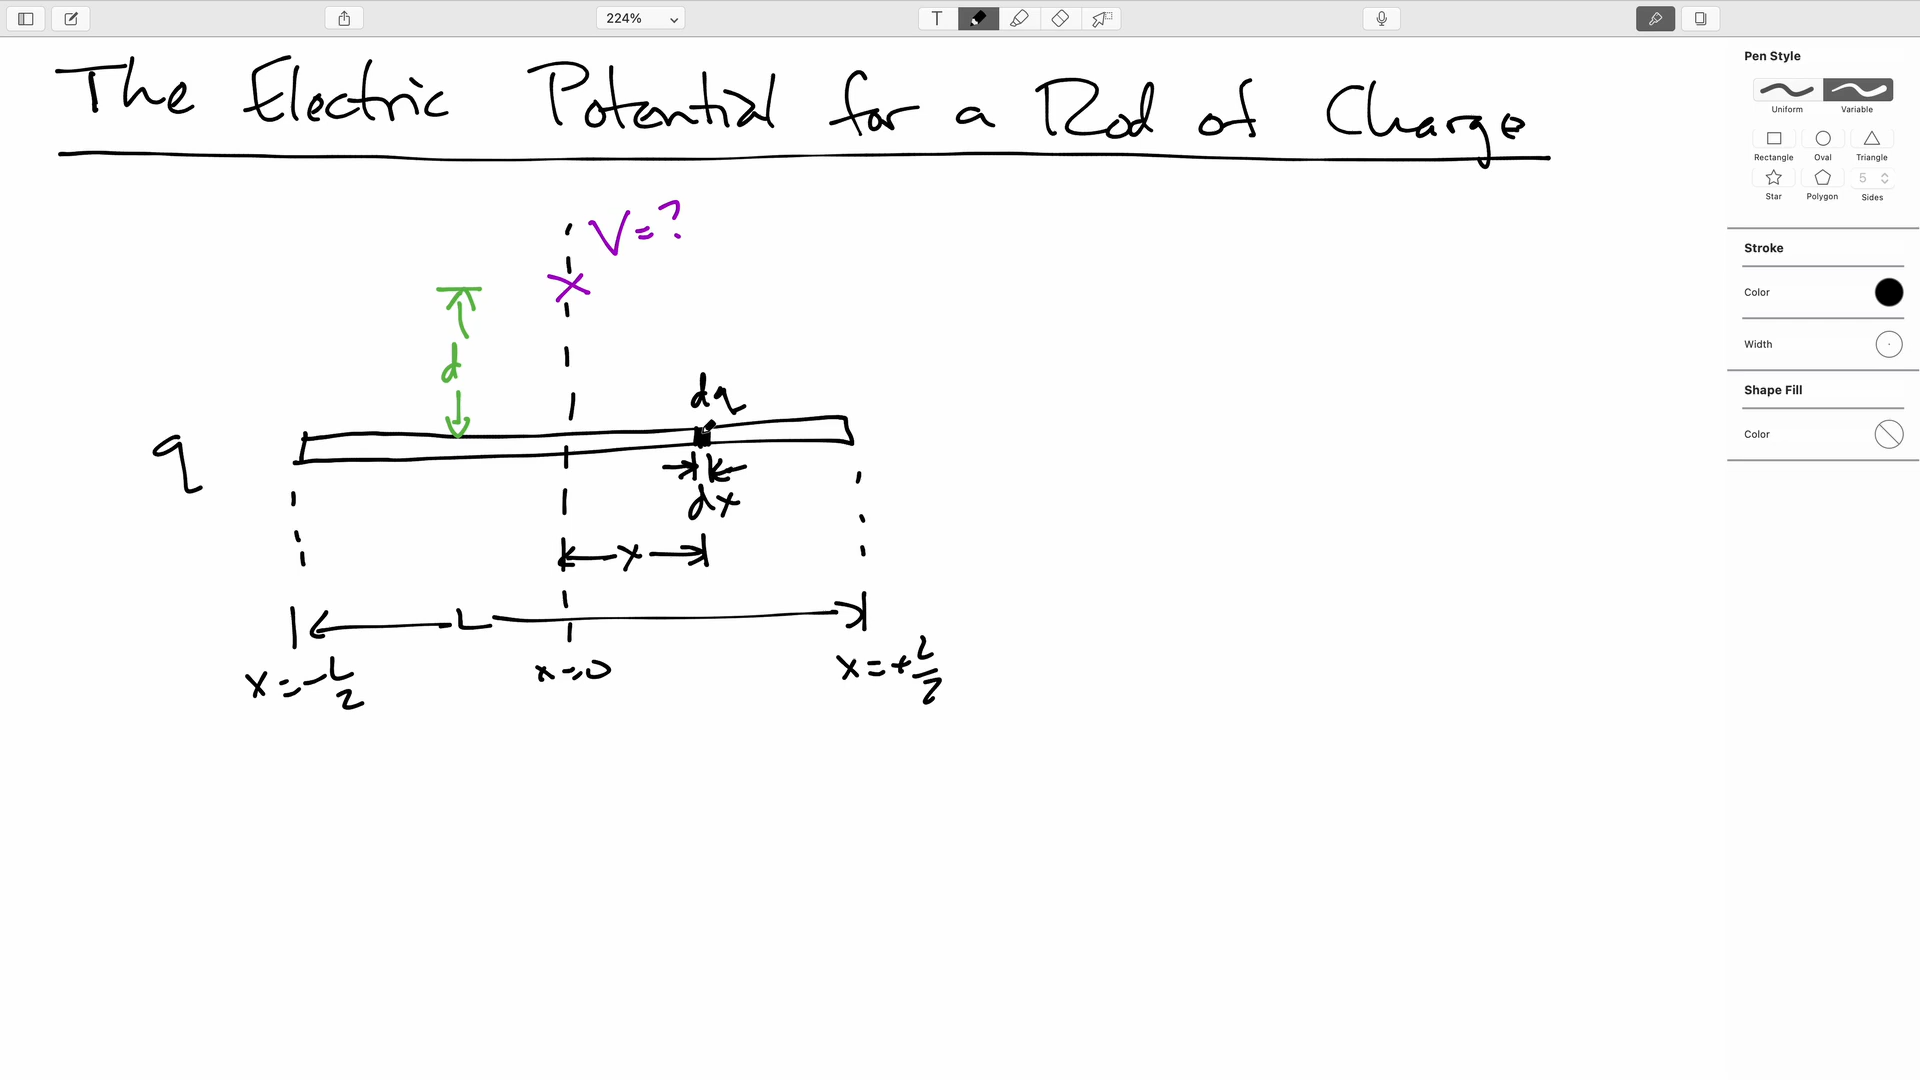 224%
T
The Electric Potential for a Rod of Charge
V=?
d
dq
q
dx
x
L
x=-L/2
x=0
x=+L/2
Pen Style
Uniform Variable
Rectangle Oval Triangle
5
Star Polygon Sides
Stroke
Color
Width
Shape Fill
Color